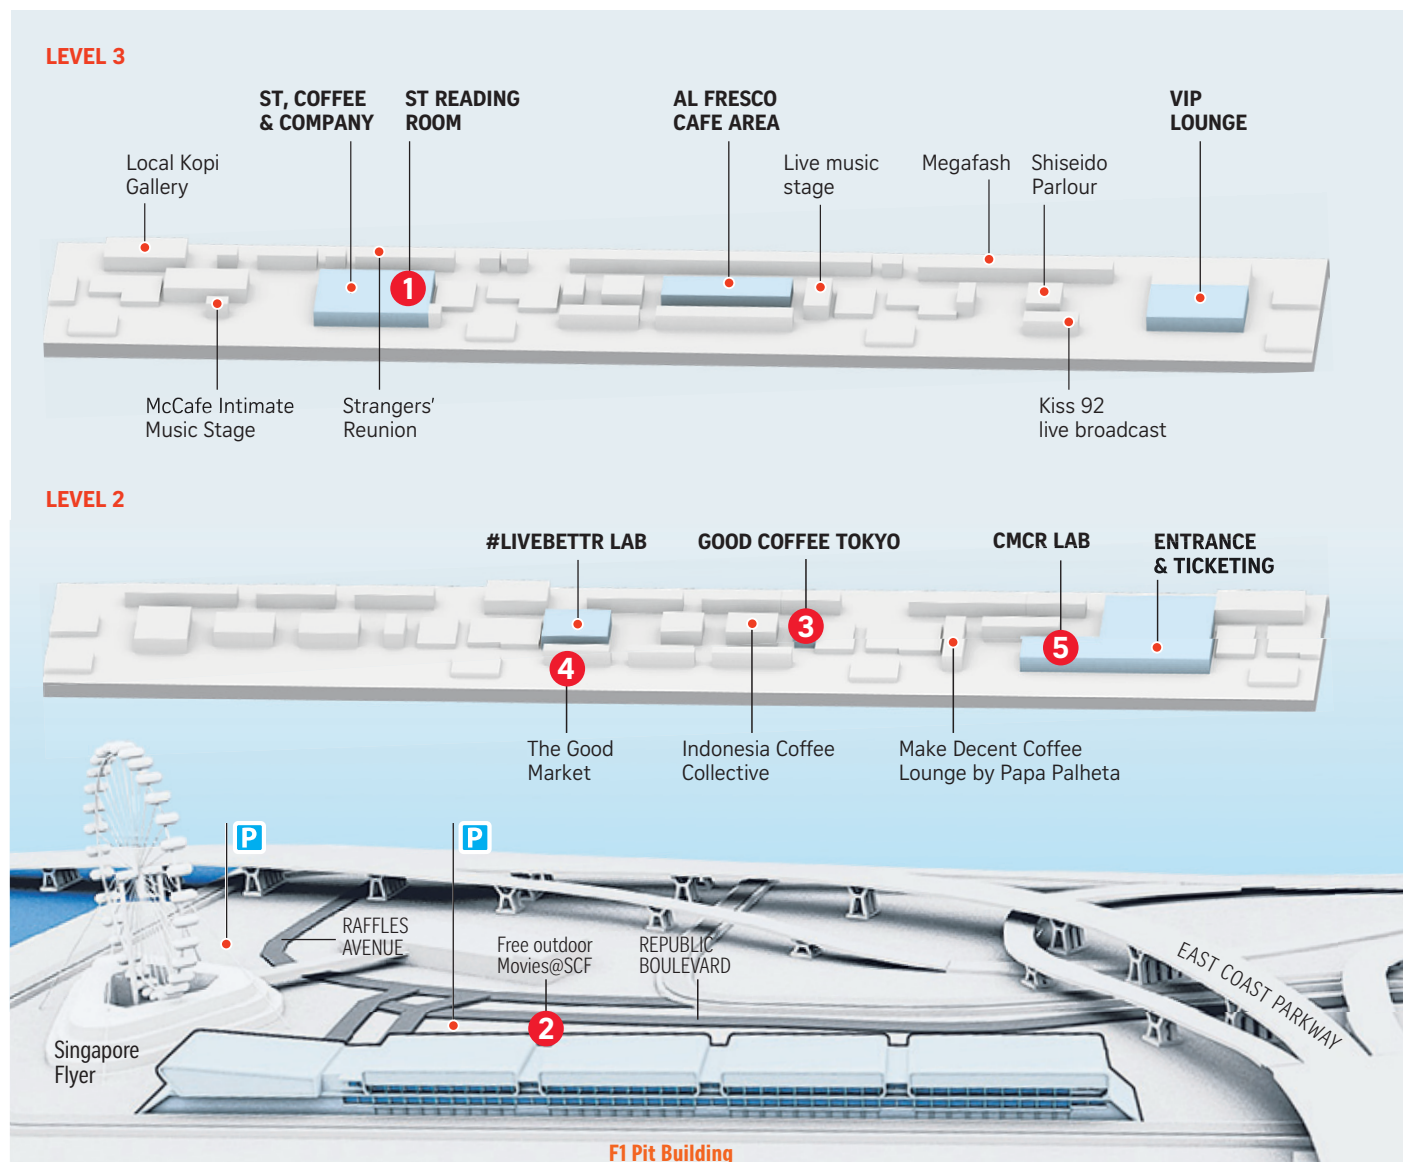 LEVEL 3
ST, COFFEE
& COMPANY
ST READING
ROOM
AL FRESCO
CAFE AREA
VIP
LOUNGE
Local Kopi
Gallery
Live music
stage
Megafash
Shiseido
Parlour
1
McCafe Intimate
Music Stage
Strangers'
Reunion
Kiss 92
live broadcast
LEVEL 2
#LIVEBETTR LAB
GOOD COFFEE TOKYO
CMCR LAB
ENTRANCE
& TICKETING
3
4
5
The Good
Market
Indonesia Coffee
Collective
Make Decent Coffee
Lounge by Papa Palheta
P
P
RAFFLES
AVENUE
Free outdoor
Movies@SCF
REPUBLIC
BOULEVARD
EAST COAST PARKWAY
2
Singapore
Flyer
F1 Pit Building